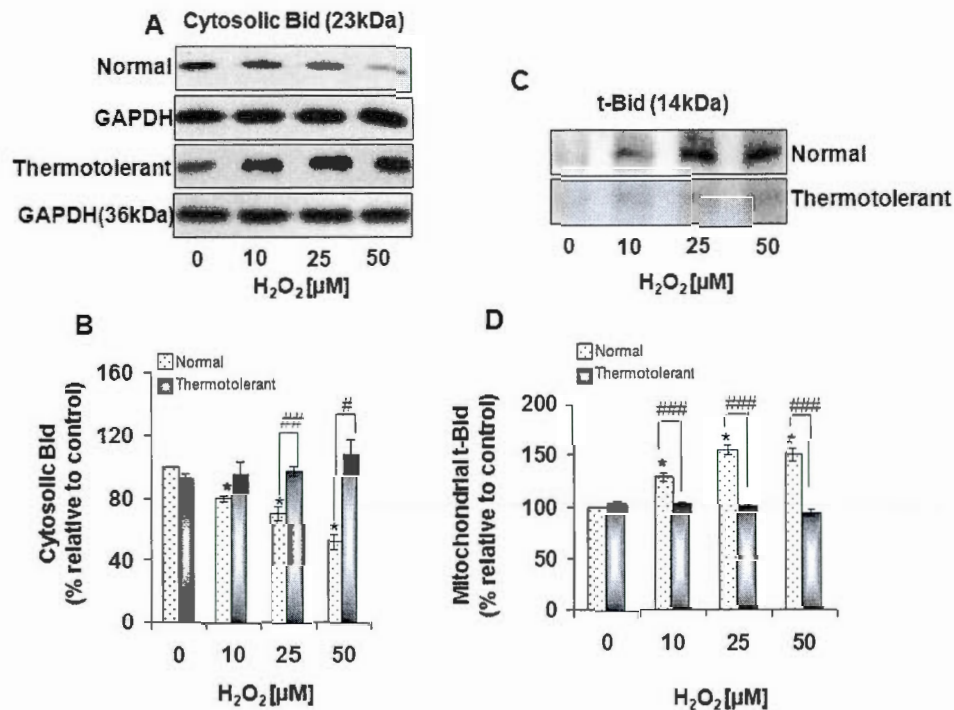 A
Cytosolic Bid (23kDa)
Normal
GAPDH
Thermotolerant
GAPDH(36kDa)
0 10 25 50
H₂O₂ [µM]
C
t-Bid (14kDa)
Normal
Thermotolerant
0 10 25 50
H₂O₂ [µM]
B
Normal
Thermotolerant
Cytosolic Bid
(% relative to control)
160
120
80
40
0
* * *
## #
0 10 25 50
H₂O₂ [µM]
D
Normal
Thermotolerant
Mitochondrial t-Bid
(% relative to control)
200
150
100
50
0
### ### ###
* * *
0 10 25 50
H₂O₂ [µM]